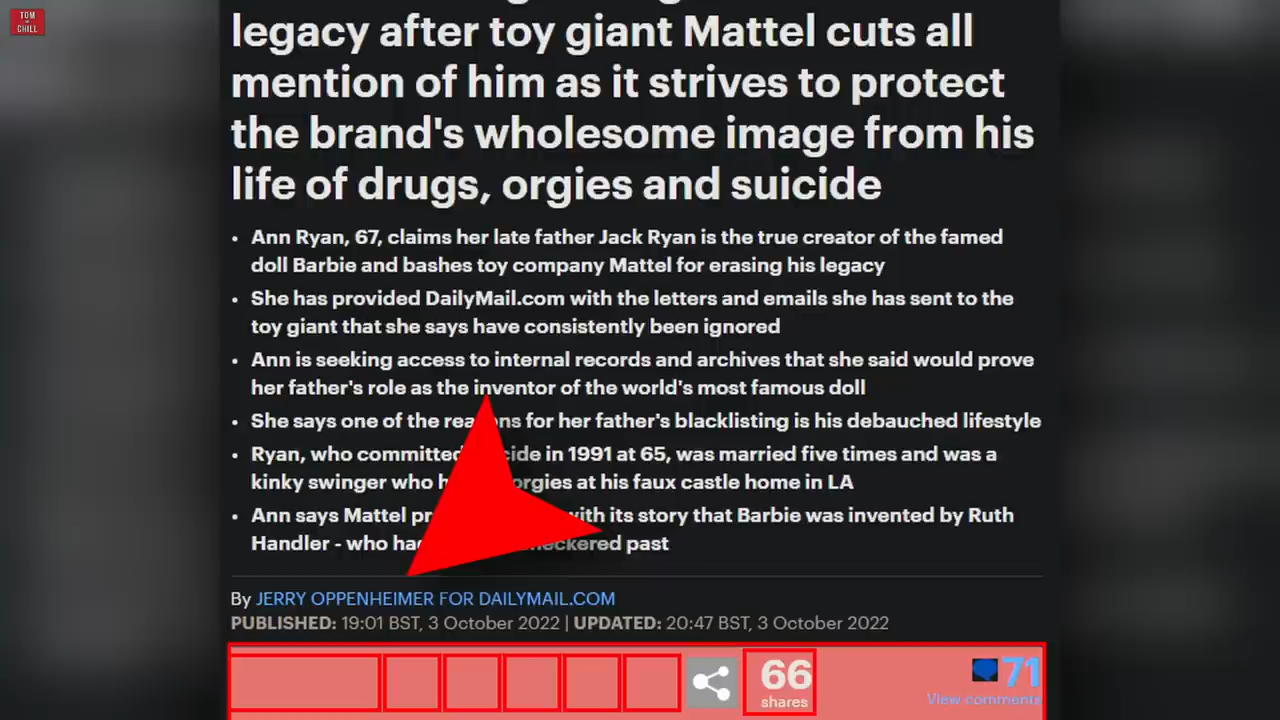 TOM
CHILL
legacy after toy giant Mattel cuts all
mention of him as it strives to protect
the brand's wholesome image from his
life of drugs, orgies and suicide
• Ann Ryan, 67, claims her late father Jack Ryan is the true creator of the famed
doll Barbie and bashes toy company Mattel for erasing his legacy
• She has provided DailyMail.com with the letters and emails she has sent to the
toy giant that she says have consistently been ignored
• Ann is seeking access to internal records and archives that she said would prove
her father's role as the inventor of the world's most famous doll
• She says one of the reasons for her father's blacklisting is his debauched lifestyle
• Ryan, who committed suicide in 1991 at 65, was married five times and was a
kinky swinger who orgies at his faux castle home in LA
• Ann says Mattel with its story that Barbie was invented by Ruth
Handler - who had checkered past
By JERRY OPPENHEIMER FOR DAILYMAIL.COM
PUBLISHED: 19:01 BST, 3 October 2022 | UPDATED: 20:47 BST, 3 October 2022
66
shares
71
View comments